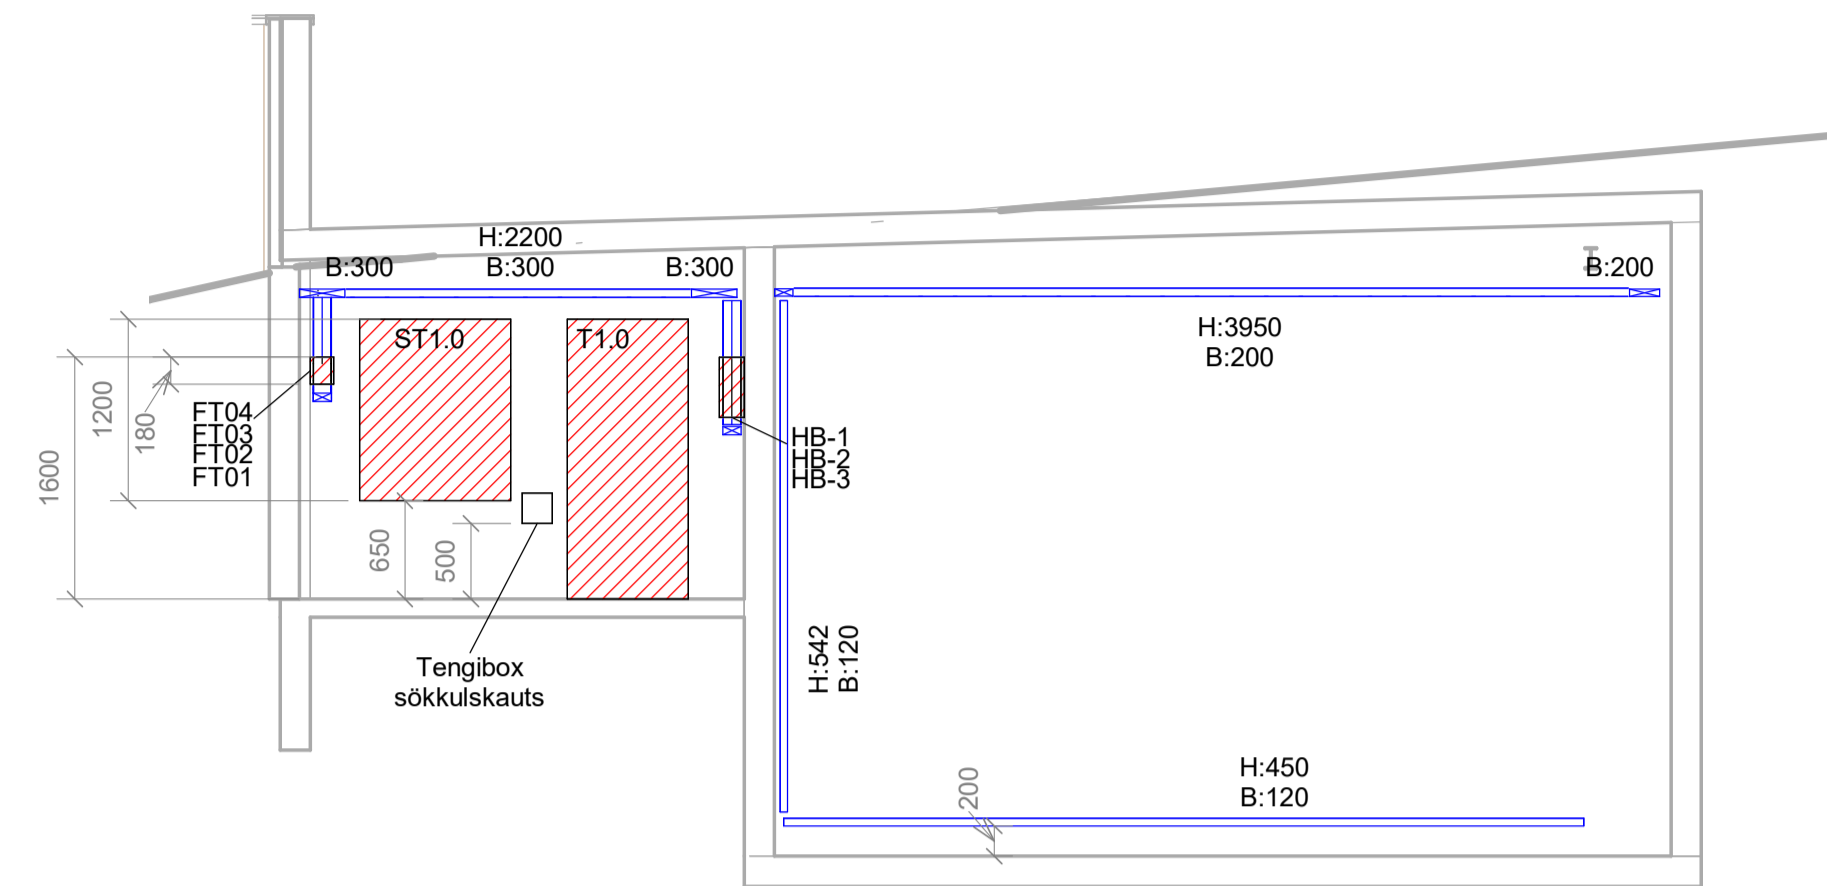 H:2200
B:300
B:300
B:300
B:200
ST1.0
T1.0
H:3950
B:200
1200
180
1600
FT04
FT03
FT02
FT01
HB-1
HB-2
HB-3
650
500
Tengibox
sökkulskauts
H:542
B:120
200
H:450
B:120